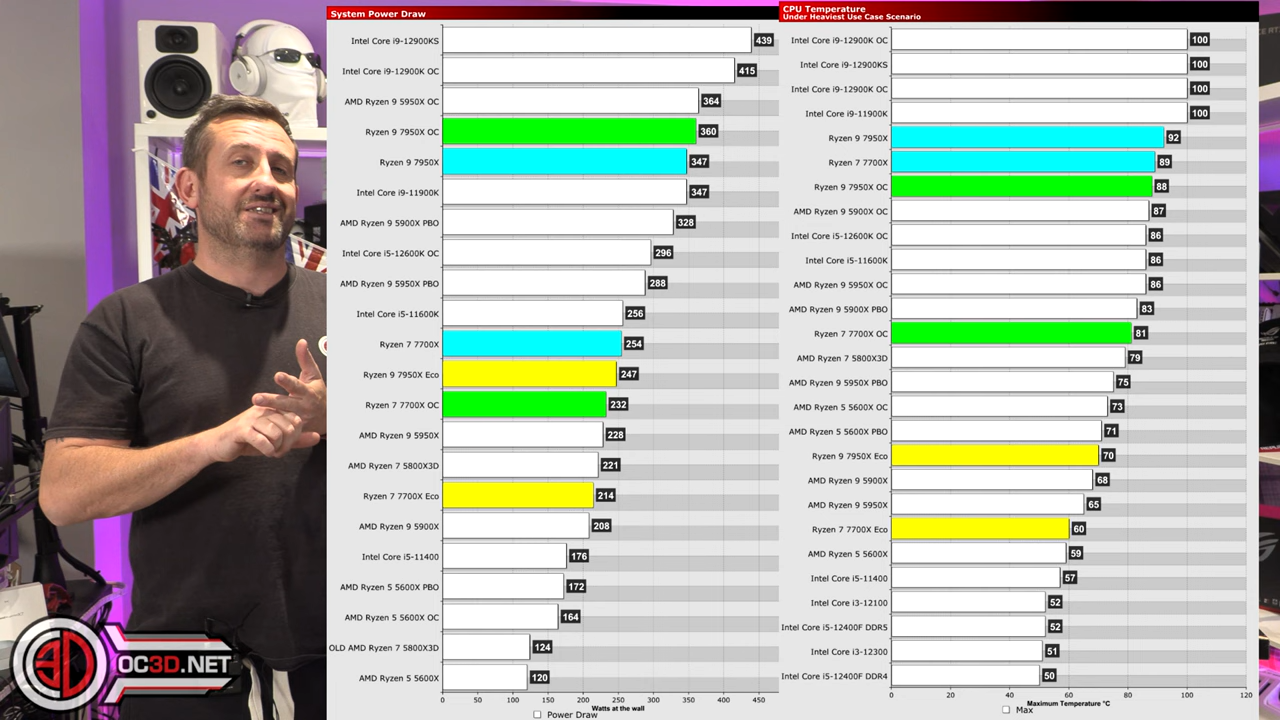 System Power Draw
Intel Core i9-12900KS 439
Intel Core i9-12900K OC 415
AMD Ryzen 9 5950X OC 364
Ryzen 9 7950X OC 360
Ryzen 9 7950X 347
Intel Core i9-11900K 347
AMD Ryzen 9 5900X PBO 328
Intel Core i5-12600K OC 296
AMD Ryzen 9 5950X PBO 288
Intel Core i5-11600K 256
Ryzen 7 7700X 254
Ryzen 9 7950X Eco 247
Ryzen 7 7700X OC 232
AMD Ryzen 9 5950X 228
AMD Ryzen 7 5800X3D 221
Ryzen 7 7700X Eco 214
AMD Ryzen 9 5900X 208
Intel Core i5-11400 176
AMD Ryzen 5 5600X PBO 172
AMD Ryzen 5 5600X OC 164
OLD AMD Ryzen 7 5800X3D 124
AMD Ryzen 5 5600X 120
0 50 100 150 200 250 300 350 400 450
Watts at the wall
Power Draw
CPU Temperature
Under Heaviest Use Case Scenario
Intel Core i9-12900K OC 100
Intel Core i9-12900KS 100
Intel Core i9-12900K OC 100
Intel Core i9-11900K 100
Ryzen 9 7950X 92
Ryzen 7 7700X 89
Ryzen 9 7950X OC 88
AMD Ryzen 9 5900X OC 87
Intel Core i5-12600K OC 86
Intel Core i5-11600K 86
AMD Ryzen 9 5950X OC 86
AMD Ryzen 9 5900X PBO 83
Ryzen 7 7700X OC 81
AMD Ryzen 7 5800X3D 79
AMD Ryzen 9 5950X PBO 75
AMD Ryzen 5 5600X OC 73
AMD Ryzen 5 5600X PBO 71
Ryzen 9 7950X Eco 70
AMD Ryzen 9 5900X 68
AMD Ryzen 9 5950X 65
Ryzen 7 7700X Eco 60
AMD Ryzen 5 5600X 59
Intel Core i5-11400 57
Intel Core i3-12100 52
Intel Core i5-12400F DDR5 52
Intel Core i3-12300 51
Intel Core i5-12400F DDR4 50
0 20 40 60 80 100 120
Maximum Temperature °C
Max
3D
OC3D.NET